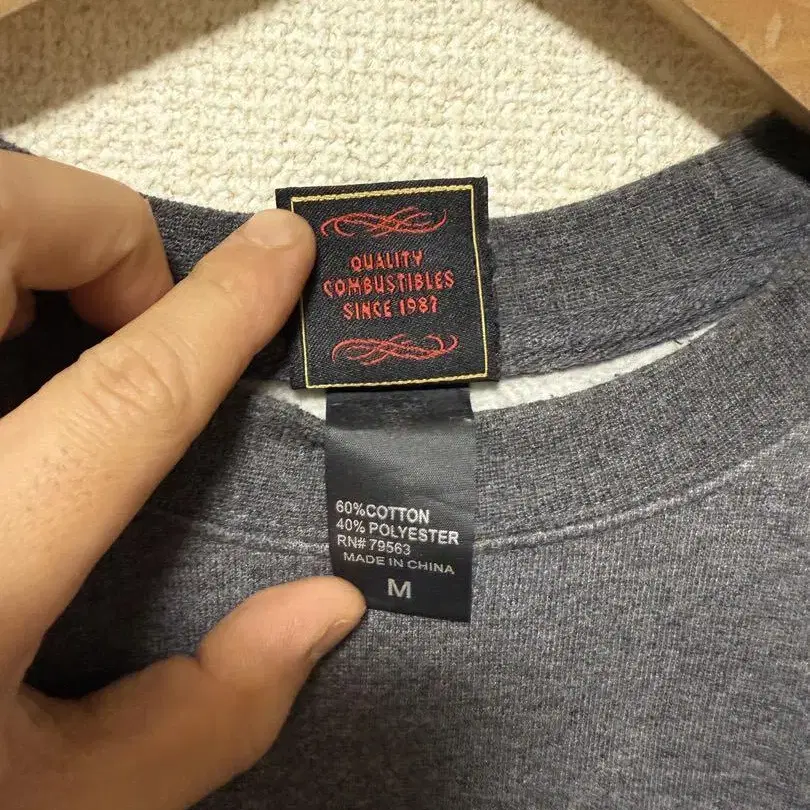 QUALITY
COMBUSTIBLES
SINCE 1987
60%COTTON
40% POLYESTER
RN# 79563
MADE IN CHINA
M